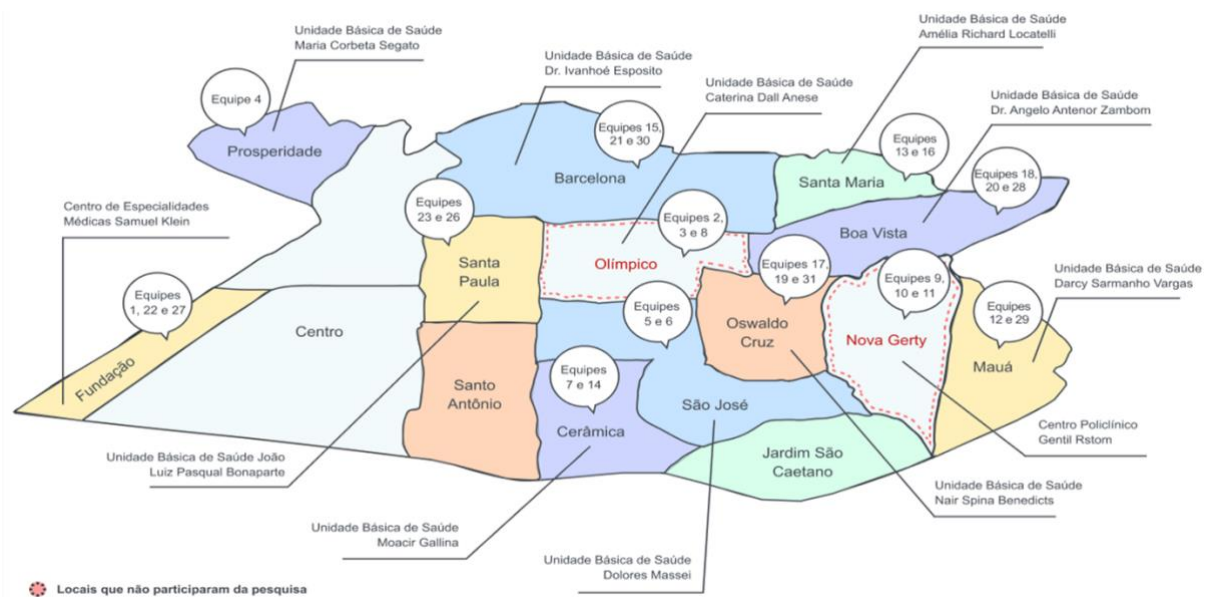 Unidade Básica de Saúde
Maria Corbeta Segato
Unidade Básica de Saúde
Dr. Ivanhoé Esposito
Unidade Básica de Saúde
Caterina Dall Anese
Unidade Básica de Saúde
Amélia Richard Locatelli
Unidade Básica de Saúde
Dr. Angelo Antenor Zambom
Equipe 4
Prosperidade
Equipes 15,
21 e 30
Barcelona
Equipes
13 e 16
Santa Maria
Equipes 18,
20 e 28
Boa Vista
Centro de Especialidades
Médicas Samuel Klein
Equipes
23 e 26
Santa
Paula
Equipes 2,
3 e 8
Olímpico
Equipes 17,
19 e 31
Oswaldo
Cruz
Equipes 9,
10 e 11
Nova Gerty
Unidade Básica de Saúde
Darcy Sarmanho Vargas
Equipes
12 e 29
Mauá
Equipes
1, 22 e 27
Fundação
Centro
Equipes
5 e 6
São José
Equipes
7 e 14
Cerâmica
Santo
Antônio
Jardim São
Caetano
Centro Policlínico
Gentil Rstom
Unidade Básica de Saúde João
Luiz Pasqual Bonaparte
Unidade Básica de Saúde
Nair Spina Benedicts
Unidade Básica de Saúde
Moacir Gallina
Unidade Básica de Saúde
Dolores Massei
Locais que não participaram da pesquisa